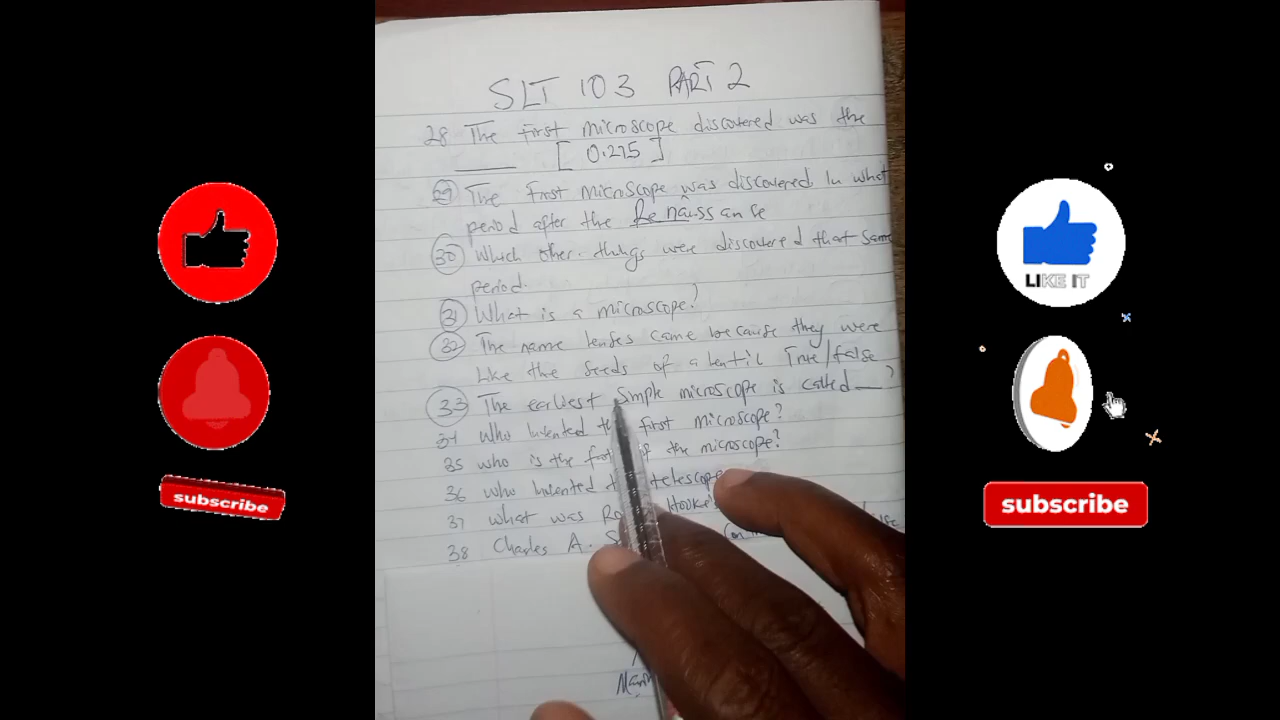 SLT 103 PART 2
28 The first microscope discovered was the
____ [ 0.275 ]
29 The First microscope was discovered in what
period after the Renaissanse
30 Which other things were discovered that same
period.
31 What is a microscope?
32 The name lenses came because they were
Like the seeds of a lentil True/false
33 The earliest Simple microscope is called ___?
34 Who Invented the first microscope?
35 who is the of the microscope?
36 who Invented telescope
37 what was Hooke's
38 Charles A.
LIKE IT
subscribe
subscribe